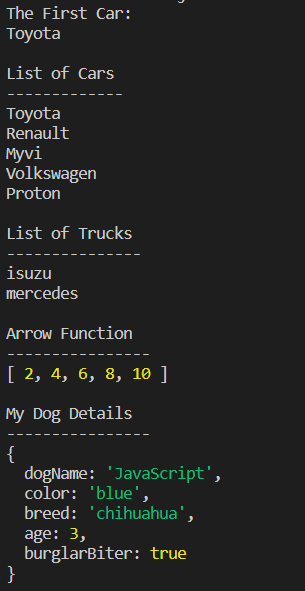 The First Car:
Toyota
List of Cars
-------------
Toyota
Renault
Myvi
Volkswagen
Proton
List of Trucks
---------------
isuzu
mercedes
Arrow Function
----------------
[ 2, 4, 6, 8, 10 ]
My Dog Details
----------------
{
  dogName: 'JavaScript',
  color: 'blue',
  breed: 'chihuahua',
  age: 3,
  burglarBiter: true
}